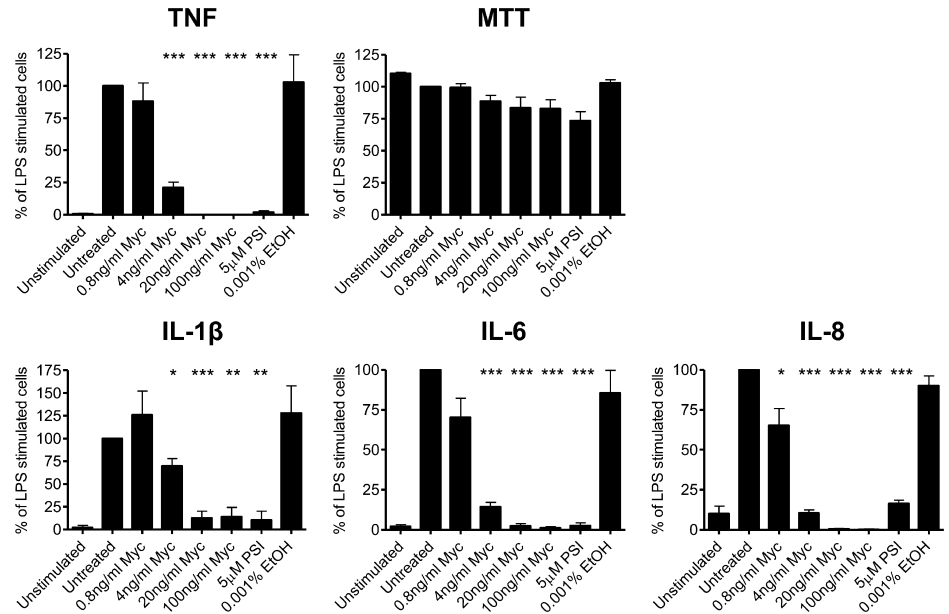 TNF
% of LPS stimulated cells
125
100
75
50
25
0
*** *** *** ***
Unstimulated
Untreated
0.8ng/ml Myc
4ng/ml Myc
20ng/ml Myc
100ng/ml Myc
5μM PSI
0.001% EtOH
MTT
% of LPS stimulated cells
125
100
75
50
25
0
Unstimulated
Untreated
0.8ng/ml Myc
4ng/ml Myc
20ng/ml Myc
100ng/ml Myc
5μM PSI
0.001% EtOH
IL-1β
% of LPS stimulated cells
175
150
125
100
75
50
25
0
* *** ** **
Unstimulated
Untreated
0.8ng/ml Myc
4ng/ml Myc
20ng/ml Myc
100ng/ml Myc
5μM PSI
0.001% EtOH
IL-6
% of LPS stimulated cells
100
75
50
25
0
*** *** *** ***
Unstimulated
Untreated
0.8ng/ml Myc
4ng/ml Myc
20ng/ml Myc
100ng/ml Myc
5μM PSI
0.001% EtOH
IL-8
% of LPS stimulated cells
100
75
50
25
0
* *** *** *** ***
Unstimulated
Untreated
0.8ng/ml Myc
4ng/ml Myc
20ng/ml Myc
100ng/ml Myc
5μM PSI
0.001% EtOH